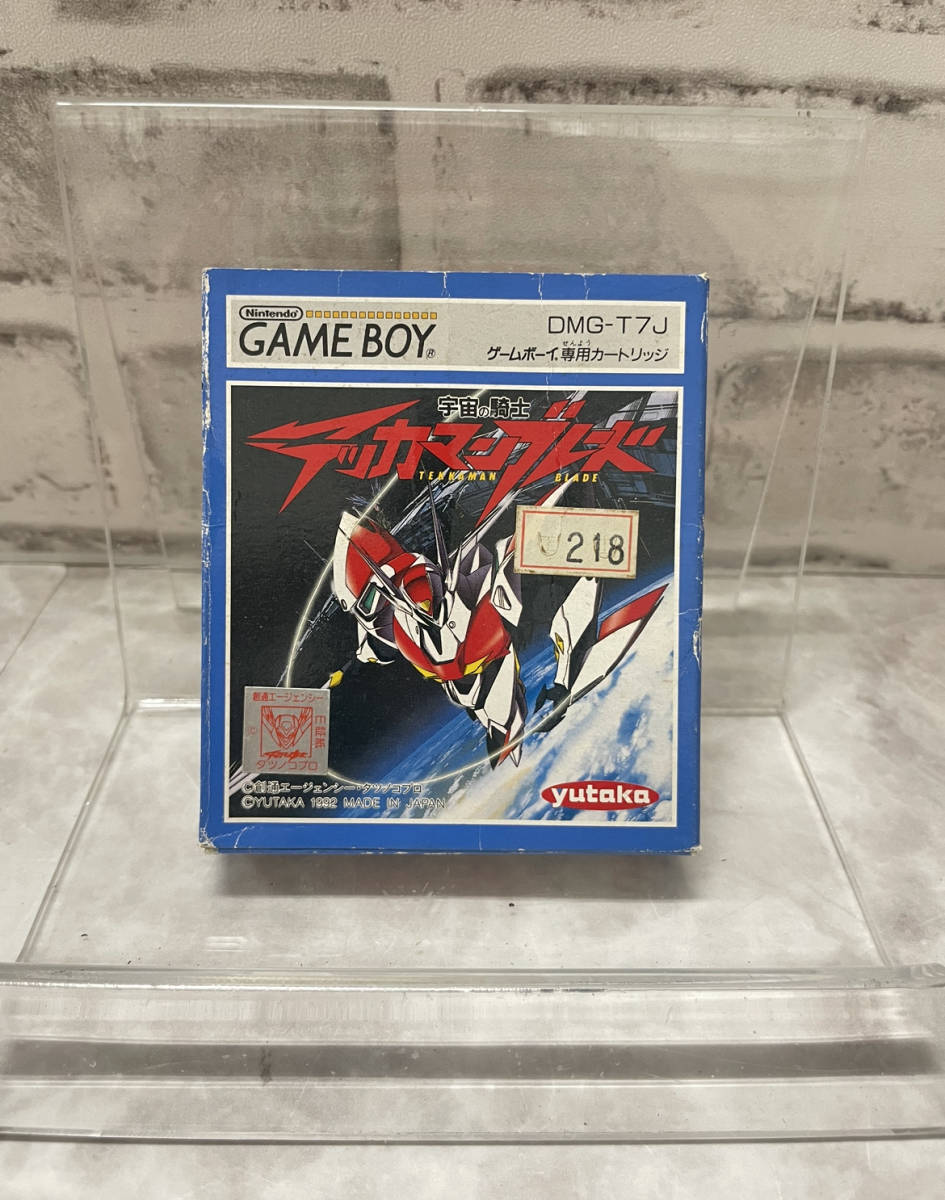 Nintendo
GAME BOY®
DMG-T7J
せんよう
ゲームボーイ専用カートリッジ
宇宙の騎士
テッカマンブレード
TEKKAMAN BLADE
218
創通エージェンシー
©
証紙
タツノコプロ
©創通エージェンシー・タツノコプロ
©YUTAKA 1992 MADE IN JAPAN
yutaka